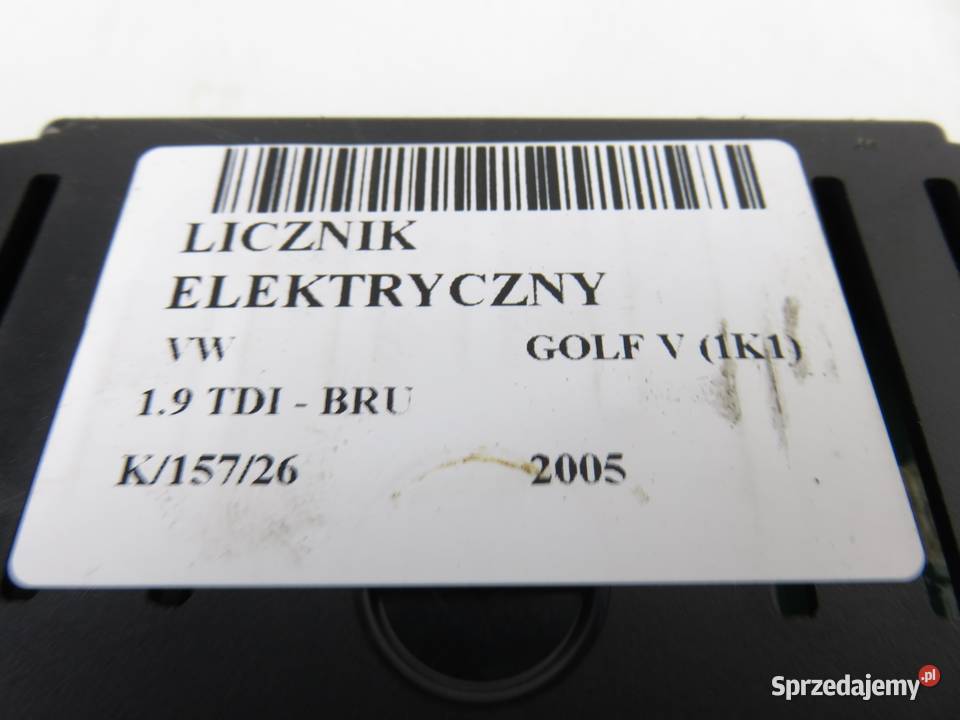 LICZNIK
ELEKTRYCZNY
VW GOLF V (1K1)
1.9 TDI - BRU
K/157/26 2005
Sprzedajemy.pl